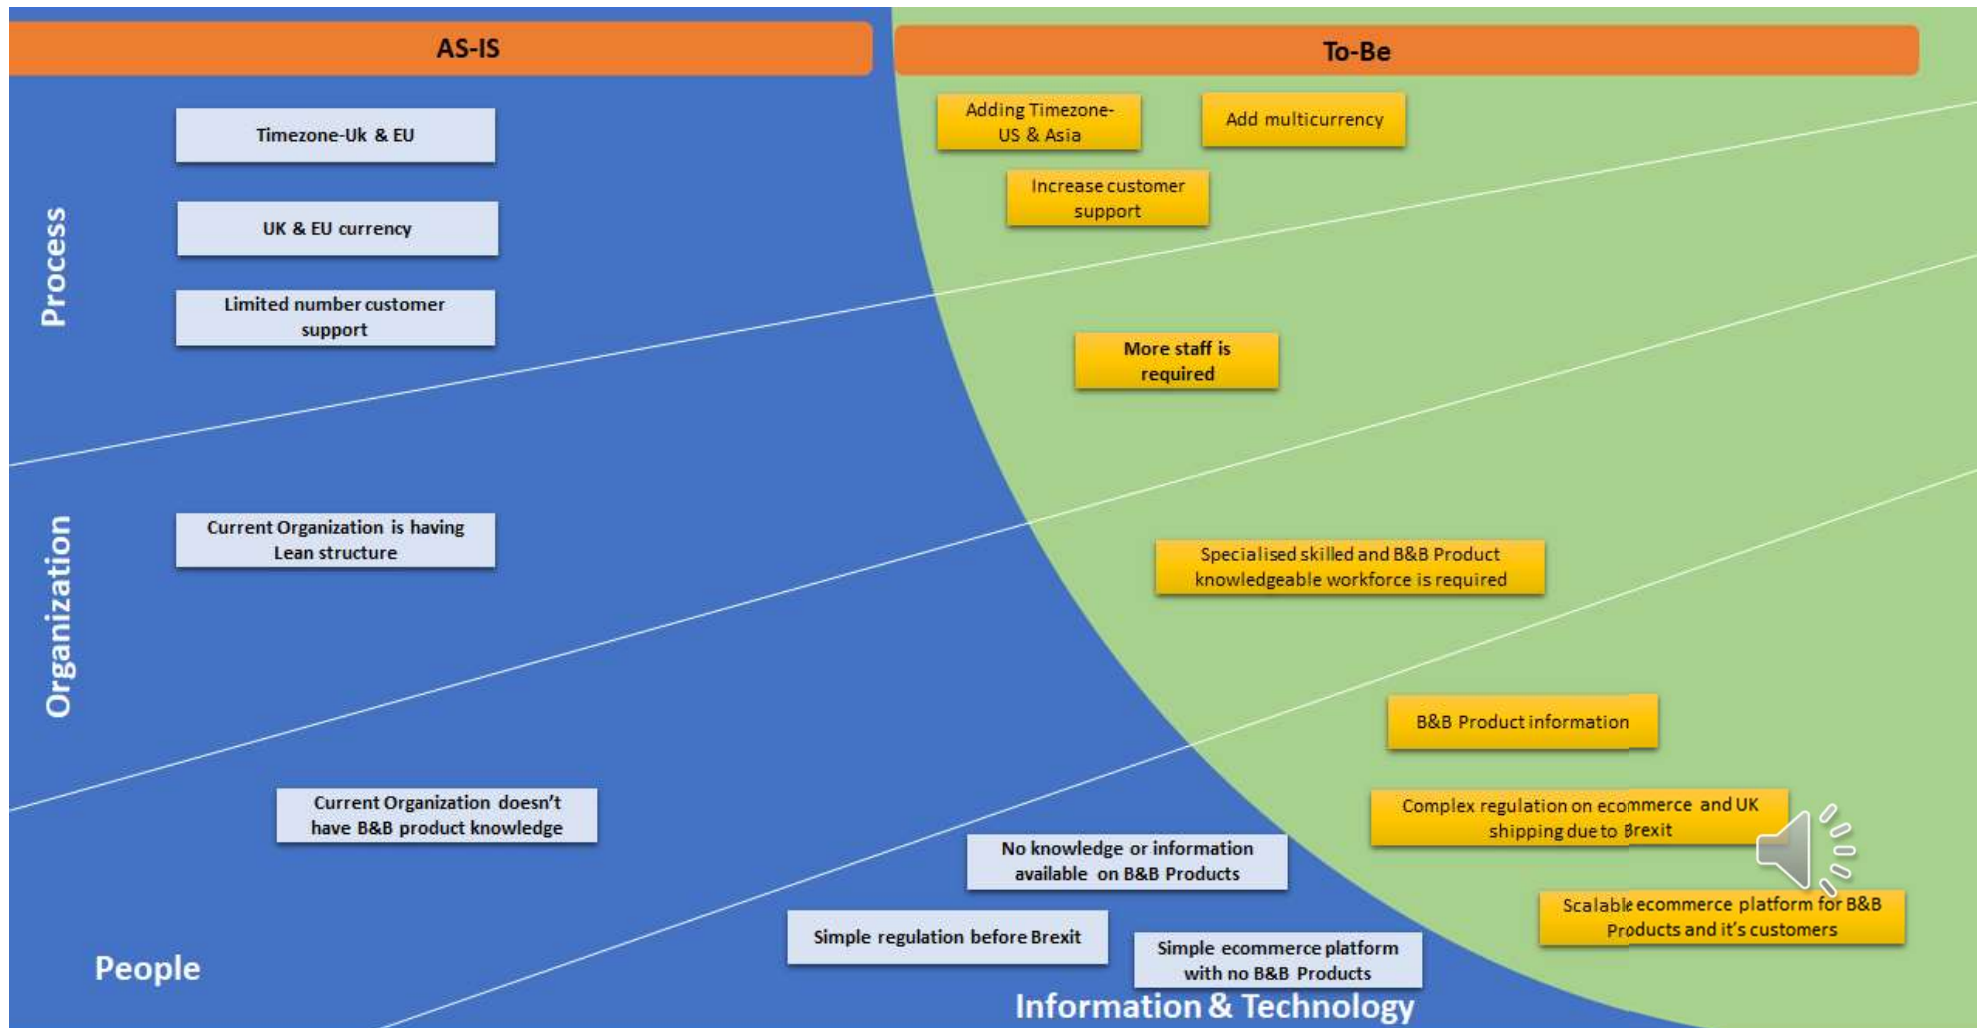 AS-IS
To-Be
Process
Timezone-Uk & EU
UK & EU currency
Limited number customer
support
Adding Timezone-
US & Asia
Add multicurrency
Increase customer
support
Organization
Current Organization is having
Lean structure
More staff is
required
People
Current Organization doesn't
have B&B product knowledge
Specialised skilled and B&B Product
knowledgeable workforce is required
Information & Technology
No knowledge or information
available on B&B Products
Simple regulation before Brexit
Simple ecommerce platform
with no B&B Products
B&B Product information
Complex regulation on ecommerce and UK
shipping due to Brexit
Scalable ecommerce platform for B&B
Products and it's customers